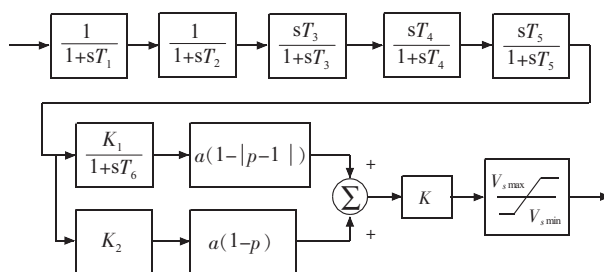 1/(1+sT₁)
1/(1+sT₂)
sT₃/(1+sT₃)
sT₄/(1+sT₄)
sT₅/(1+sT₅)
K₁/(1+sT₆)
a(1-|p-1|)
+
K₂
a(1-p)
+
Σ
K
Vₛ max
Vₛ min